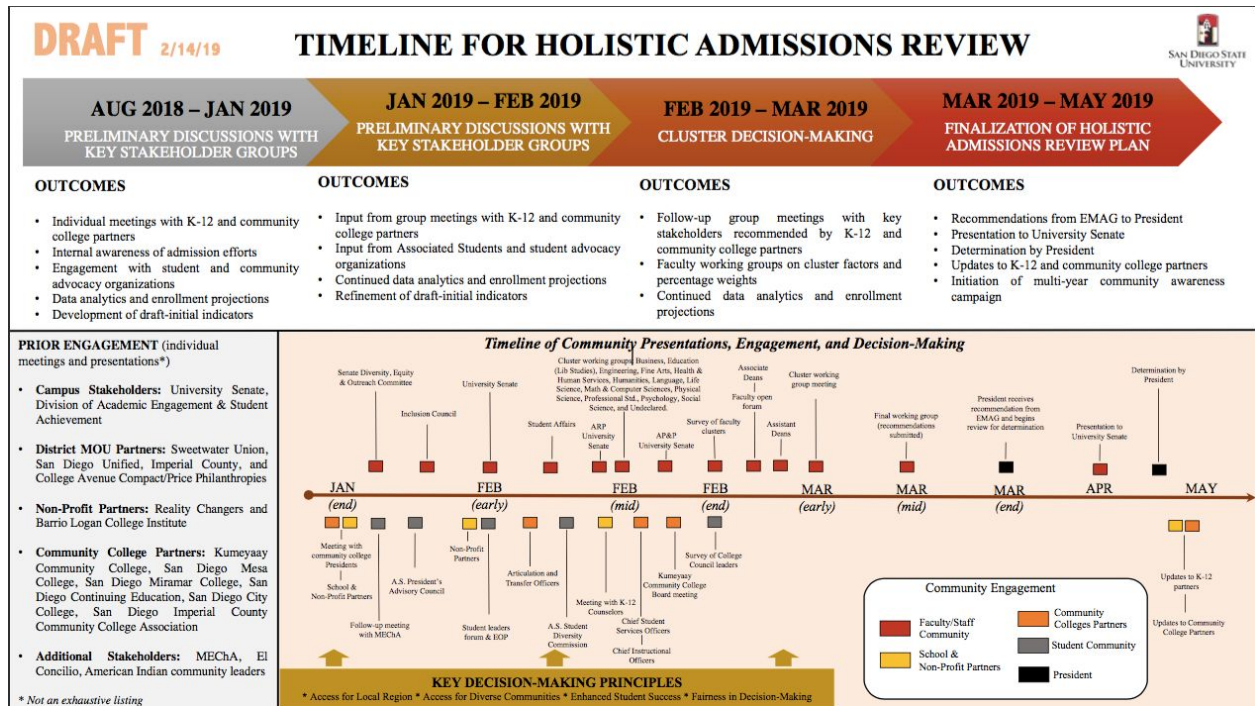 DRAFT 2/14/19
TIMELINE FOR HOLISTIC ADMISSIONS REVIEW
SAN DIEGO STATE
UNIVERSITY
AUG 2018 – JAN 2019
PRELIMINARY DISCUSSIONS WITH
KEY STAKEHOLDER GROUPS
JAN 2019 – FEB 2019
PRELIMINARY DISCUSSIONS WITH
KEY STAKEHOLDER GROUPS
FEB 2019 – MAR 2019
CLUSTER DECISION-MAKING
MAR 2019 – MAY 2019
FINALIZATION OF HOLISTIC
ADMISSIONS REVIEW PLAN
OUTCOMES
• Individual meetings with K-12 and community
college partners
• Internal awareness of admission efforts
• Engagement with student and community
advocacy organizations
• Data analytics and enrollment projections
• Development of draft-initial indicators
OUTCOMES
• Input from group meetings with K-12 and community
college partners
• Input from Associated Students and student advocacy
organizations
• Continued data analytics and enrollment projections
• Refinement of draft-initial indicators
OUTCOMES
• Follow-up group meetings with key
stakeholders recommended by K-12 and
community college partners
• Faculty working groups on cluster factors and
percentage weights
• Continued data analytics and enrollment
projections
OUTCOMES
• Recommendations from EMAG to President
• Presentation to University Senate
• Determination by President
• Updates to K-12 and community college partners
• Initiation of multi-year community awareness
campaign
PRIOR ENGAGEMENT (individual
meetings and presentations*)
• Campus Stakeholders: University Senate,
Division of Academic Engagement & Student
Achievement
• District MOU Partners: Sweetwater Union,
San Diego Unified, Imperial County, and
College Avenue Compact/Price Philanthropies
• Non-Profit Partners: Reality Changers and
Barrio Logan College Institute
• Community College Partners: Kumeyaay
Community College, San Diego Mesa
College, San Diego Miramar College, San
Diego Continuing Education, San Diego City
College, San Diego Imperial County
Community College Association
• Additional Stakeholders: MEChA, El
Concilio, American Indian community leaders
* Not an exhaustive listing
Timeline of Community Presentations, Engagement, and Decision-Making
Senate Diversity, Equity
& Outreach Committee
Inclusion Council
University Senate
Student Affairs
Cluster working groups: Business, Education
(Lib Studies), Engineering, Fine Arts, Health &
Human Services, Humanities, Language, Life
Science, Math & Computer Sciences, Physical
Science, Professional Std., Psychology, Social
Science, and Undeclared.
ARP
University
Senate
AP&P
University Senate
Survey of faculty
clusters
Associate
Deans
Faculty open
forum
Assistant
Deans
Cluster working
group meeting
Final working group
(recommendations
submitted)
President receives
recommendation from
EMAG and begins
review for determination
Presentation to
University Senate
Determination by
President
JAN
(end)
FEB
(early)
FEB
(mid)
FEB
(end)
MAR
(early)
MAR
(mid)
MAR
(end)
APR
MAY
Meeting with
community college
Presidents
School &
Non-Profit Partners
Follow-up meeting
with MEChA
A.S. President's
Advisory Council
Non-Profit
Partners
Student leaders
forum & EOP
Articulation and
Transfer Officers
A.S. Student
Diversity
Commission
Meeting with K-12
Counselors
Chief Student
Services Officers
Chief Instructional
Officers
Kumeyaay
Community College
Board meeting
Survey of College
Council leaders
Updates to K-12
partners
Updates to Community
College Partners
Community Engagement
Faculty/Staff
Community
School &
Non-Profit Partners
Community
Colleges Partners
Student Community
President
KEY DECISION-MAKING PRINCIPLES
* Access for Local Region * Access for Diverse Communities * Enhanced Student Success * Fairness in Decision-Making